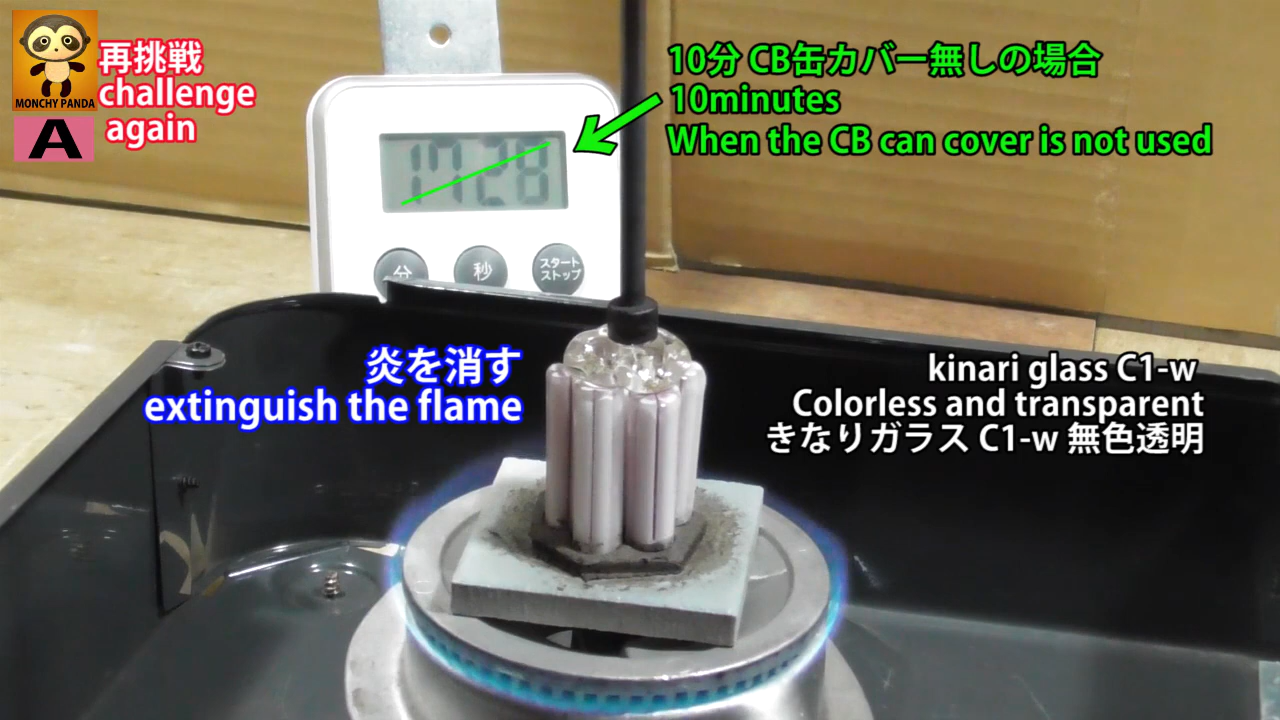 MONCHY PANDA
A
再挑戦
challenge
again
10分 CB缶カバー無しの場合
10minutes
When the CB can cover is not used
17 28
分
秒
スタート
ストップ
炎を消す
extinguish the flame
kinari glass C1-w
Colorless and transparent
きなりガラス C1-w 無色透明